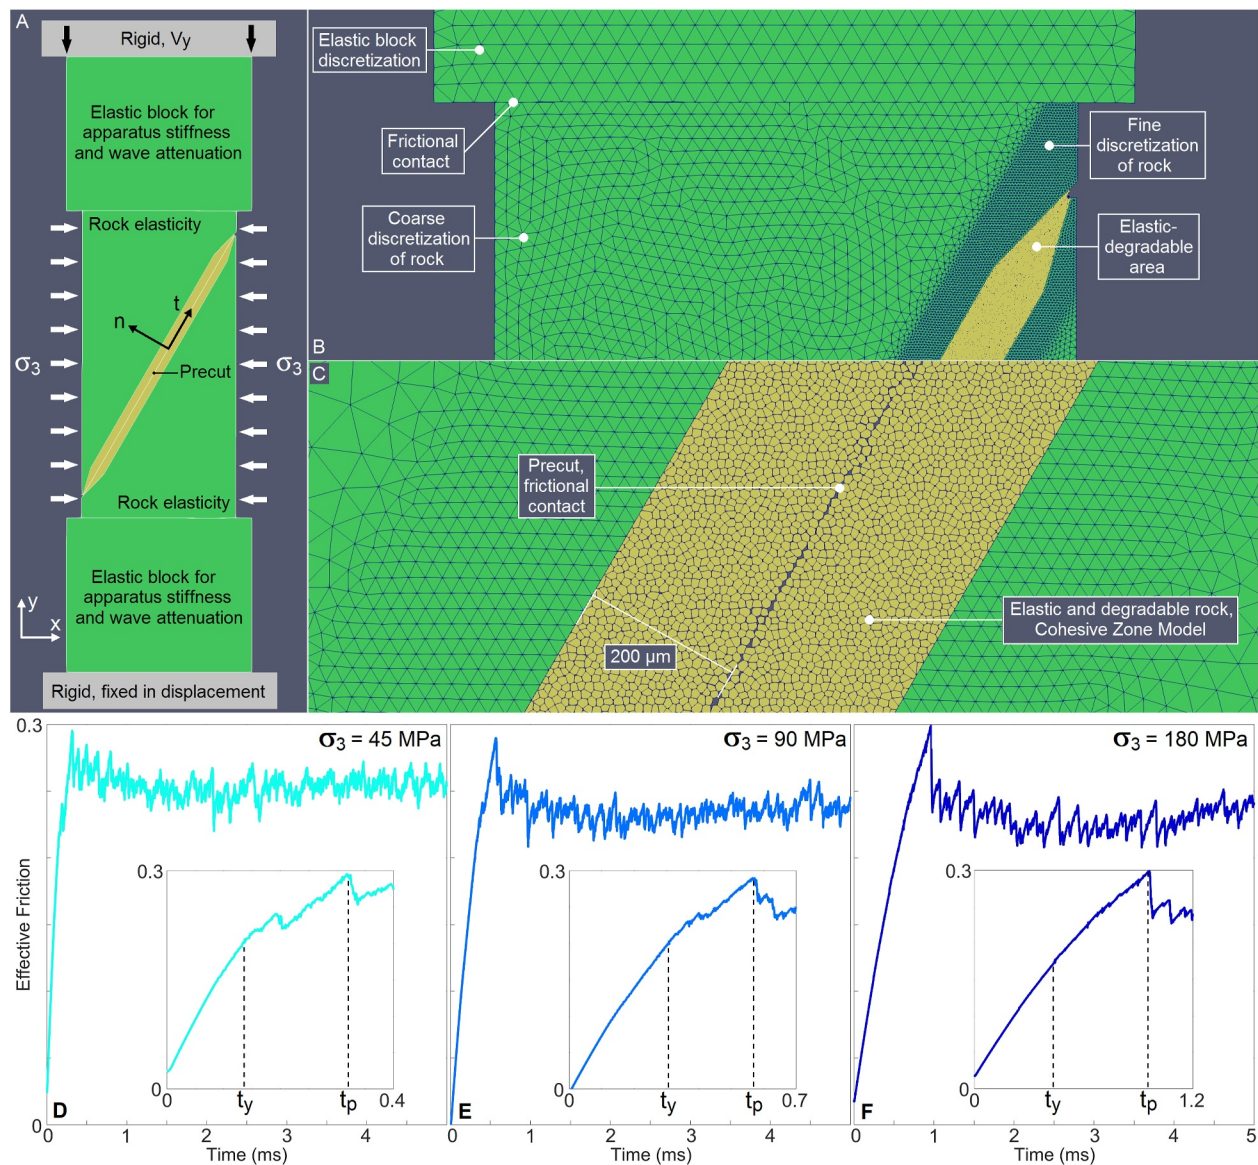 A
Rigid, Vy
Elastic block for
apparatus stiffness
and wave attenuation
Rock elasticity
t
n
σ3
σ3
Precut
Rock elasticity
Elastic block for
apparatus stiffness
and wave attenuation
y
x
Rigid, fixed in displacement
Elastic block
discretization
Frictional
contact
Coarse
discretization
of rock
Fine
discretization
of rock
Elastic-
degradable
area
B
C
Precut,
frictional
contact
200 µm
Elastic and degradable rock,
Cohesive Zone Model
0.3
σ3 = 45 MPa
Effective Friction
0.3
0
0
ty
tp
0.4
D
0
0 1 2 3 4
Time (ms)
σ3 = 90 MPa
0.3
0
0
ty
tp
0.7
E
0 1 2 3 4
Time (ms)
σ3 = 180 MPa
0.3
0
0
ty
tp
1.2
F
0 1 2 3 4 5
Time (ms)